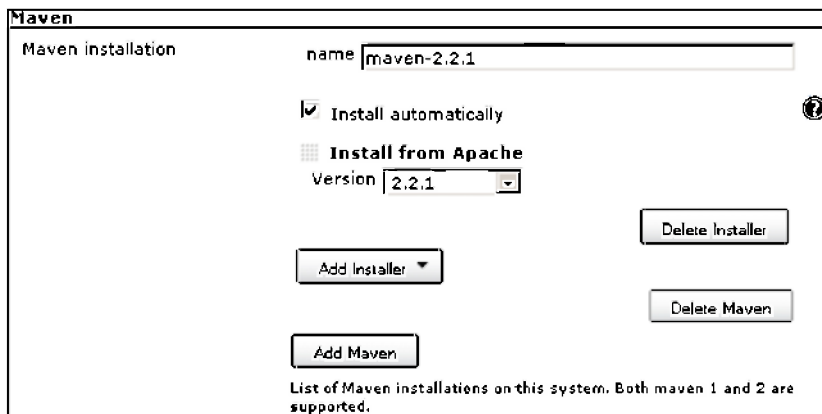 Maven
Maven installation
name maven-2.2.1
Install automatically
Install from Apache
Version 2.2.1
Delete Installer
Add Installer
Delete Maven
Add Maven
List of Maven installations on this system. Both maven 1 and 2 are
supported.